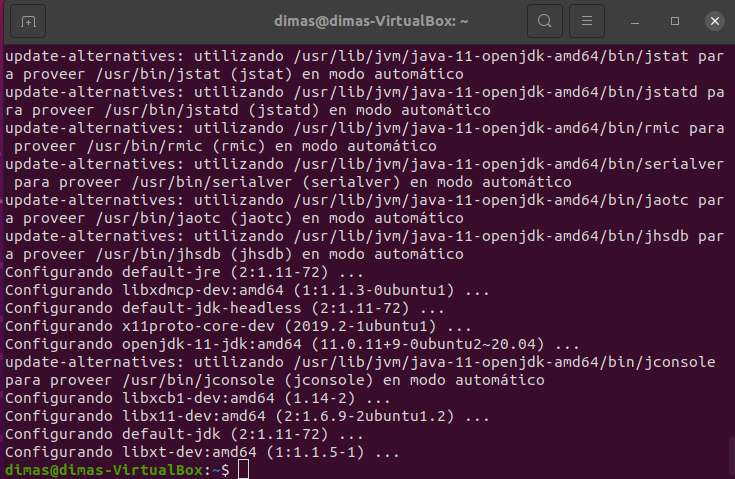 dimas@dimas-VirtualBox: ~
update-alternatives: utilizando /usr/lib/jvm/java-11-openjdk-amd64/bin/jstat par
a proveer /usr/bin/jstat (jstat) en modo automático
update-alternatives: utilizando /usr/lib/jvm/java-11-openjdk-amd64/bin/jstatd pa
ra proveer /usr/bin/jstatd (jstatd) en modo automático
update-alternatives: utilizando /usr/lib/jvm/java-11-openjdk-amd64/bin/rmic para
 proveer /usr/bin/rmic (rmic) en modo automático
update-alternatives: utilizando /usr/lib/jvm/java-11-openjdk-amd64/bin/serialver
 para proveer /usr/bin/serialver (serialver) en modo automático
update-alternatives: utilizando /usr/lib/jvm/java-11-openjdk-amd64/bin/jaotc par
a proveer /usr/bin/jaotc (jaotc) en modo automático
update-alternatives: utilizando /usr/lib/jvm/java-11-openjdk-amd64/bin/jhsdb par
a proveer /usr/bin/jhsdb (jhsdb) en modo automático
Configurando default-jre (2:1.11-72) ...
Configurando libxdmcp-dev:amd64 (1:1.1.3-0ubuntu1) ...
Configurando default-jdk-headless (2:1.11-72) ...
Configurando x11proto-core-dev (2019.2-1ubuntu1) ...
Configurando openjdk-11-jdk:amd64 (11.0.11+9-0ubuntu2~20.04) ...
update-alternatives: utilizando /usr/lib/jvm/java-11-openjdk-amd64/bin/jconsole
para proveer /usr/bin/jconsole (jconsole) en modo automático
Configurando libxcb1-dev:amd64 (1.14-2) ...
Configurando libx11-dev:amd64 (2:1.6.9-2ubuntu1.2) ...
Configurando default-jdk (2:1.11-72) ...
Configurando libxt-dev:amd64 (1:1.1.5-1) ...
dimas@dimas-VirtualBox:~$